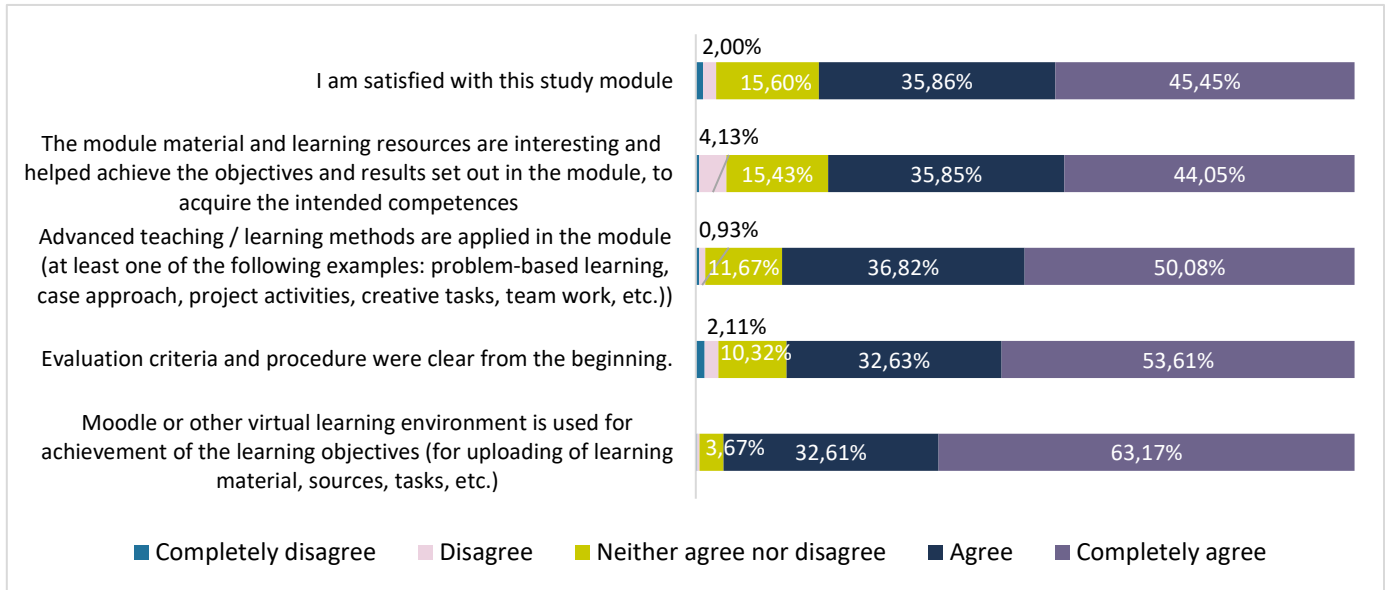 2,00%
I am satisfied with this study module
15,60% 35,86% 45,45%
4,13%
The module material and learning resources are interesting and
helped achieve the objectives and results set out in the module, to
acquire the intended competences
15,43% 35,85% 44,05%
0,93%
Advanced teaching / learning methods are applied in the module
(at least one of the following examples: problem-based learning,
case approach, project activities, creative tasks, team work, etc.))
11,67% 36,82% 50,08%
2,11%
Evaluation criteria and procedure were clear from the beginning.
10,32% 32,63% 53,61%
Moodle or other virtual learning environment is used for
achievement of the learning objectives (for uploading of learning
material, sources, tasks, etc.)
3,67% 32,61% 63,17%
Completely disagree Disagree Neither agree nor disagree Agree Completely agree